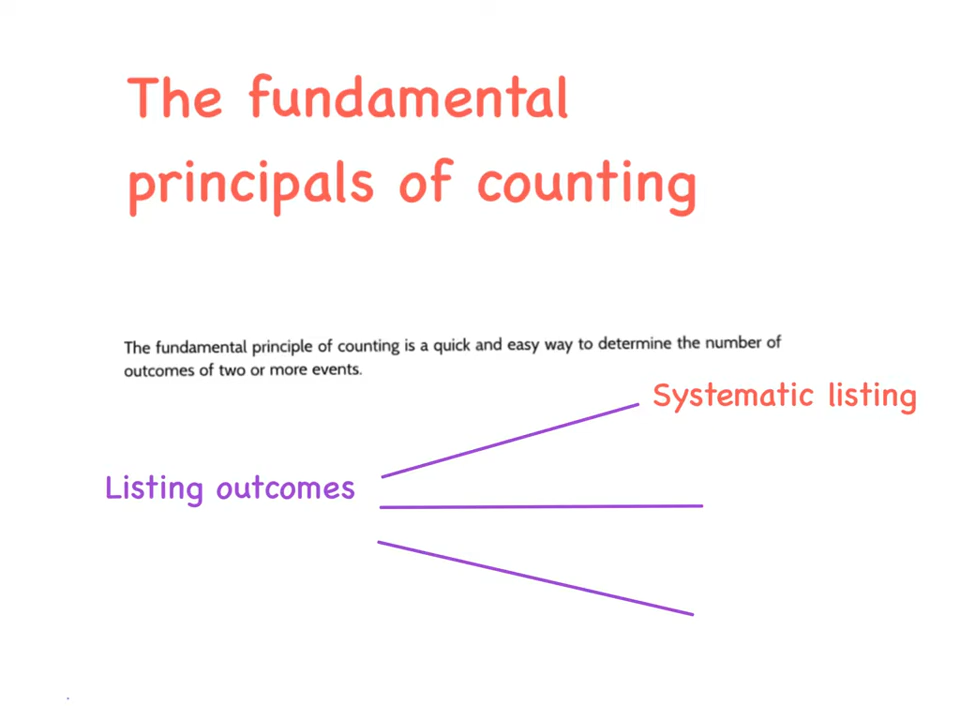 The fundamental
principals of counting
The fundamental principle of counting is a quick and easy way to determine the number of
outcomes of two or more events.
Systematic listing
Listing outcomes